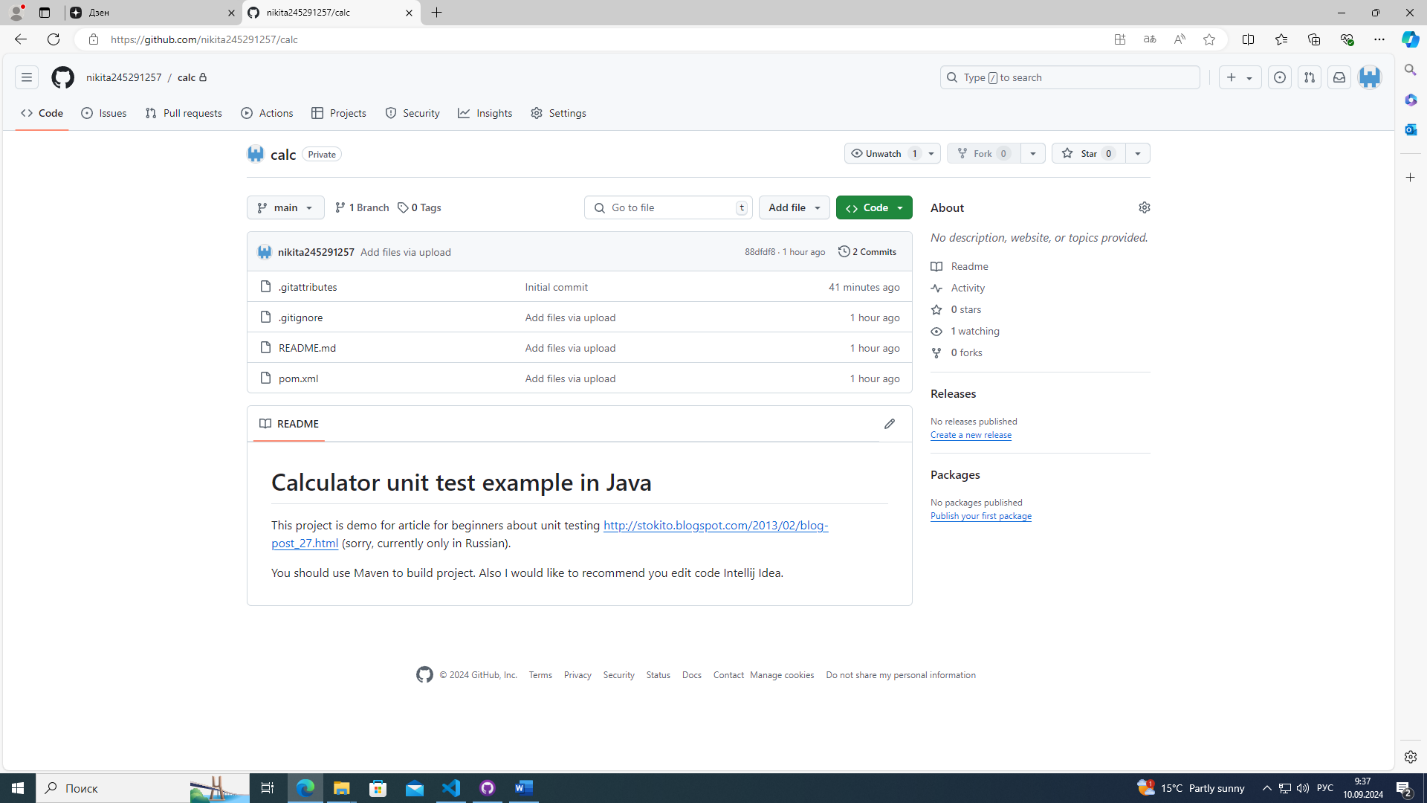 Дзен
nikita245291257/calc
https://github.com/nikita245291257/calc
nikita245291257 / calc
Type / to search
Code
Issues
Pull requests
Actions
Projects
Security
Insights
Settings
calc Private
Unwatch 1
Fork 0
Star 0
main
1 Branch
0 Tags
Go to file t
Add file
Code
nikita245291257 Add files via upload
88dfdf8 · 1 hour ago
2 Commits
.gitattributes Initial commit 41 minutes ago
.gitignore Add files via upload 1 hour ago
README.md Add files via upload 1 hour ago
pom.xml Add files via upload 1 hour ago
README
Calculator unit test example in Java
This project is demo for article for beginners about unit testing http://stokito.blogspot.com/2013/02/blog-
post_27.html (sorry, currently only in Russian).
You should use Maven to build project. Also I would like to recommend you edit code Intellij Idea.
About
No description, website, or topics provided.
Readme
Activity
0 stars
1 watching
0 forks
Releases
No releases published
Create a new release
Packages
No packages published
Publish your first package
© 2024 GitHub, Inc.
Terms
Privacy
Security
Status
Docs
Contact
Manage cookies
Do not share my personal information
Поиск
15°C Partly sunny
РУС
9:37
10.09.2024
2